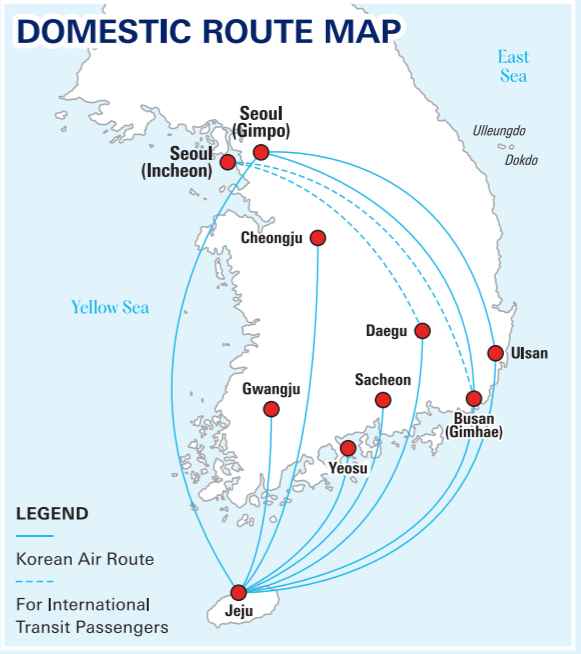 DOMESTIC ROUTE MAP
East
Sea
Ulleungdo
Dokdo
Seoul
(Gimpo)
Seoul
(Incheon)
Cheongju
Yellow Sea
Daegu
Ulsan
Sacheon
Gwangju
Busan
(Gimhae)
Yeosu
LEGEND
Korean Air Route
For International
Transit Passengers
Jeju